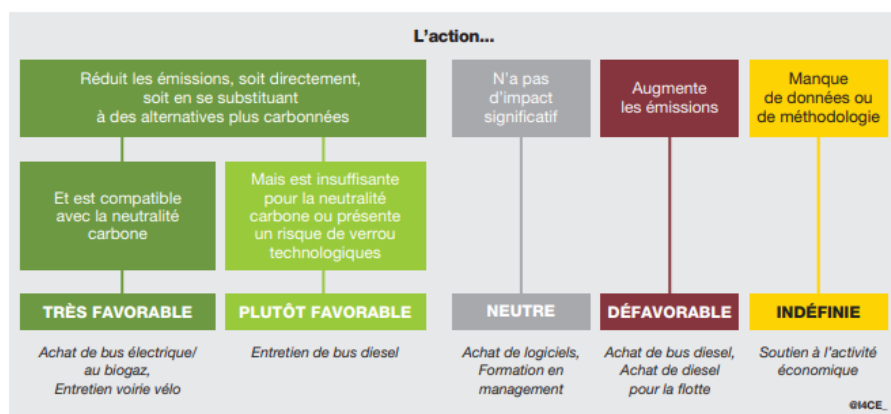 L'action...
Réduit les émissions, soit directement,
soit en se substituant
à des alternatives plus carbonnées
N'a pas
d'impact
significatif
Augmente
les émissions
Manque
de données ou
de méthodologie
Et est compatible
avec la neutralité
carbone
Mais est insuffisante
pour la neutralité
carbone ou présente
un risque de verrou
technologiques
TRÈS FAVORABLE
PLUTÔT FAVORABLE
NEUTRE
DÉFAVORABLE
INDÉFINIE
Achat de bus électrique/
au biogaz,
Entretien voirie vélo
Entretien de bus diesel
Achat de logiciels,
Formation en
management
Achat de bus diesel,
Achat de diesel
pour la flotte
Soutien à l'activité
économique
@I4CE_